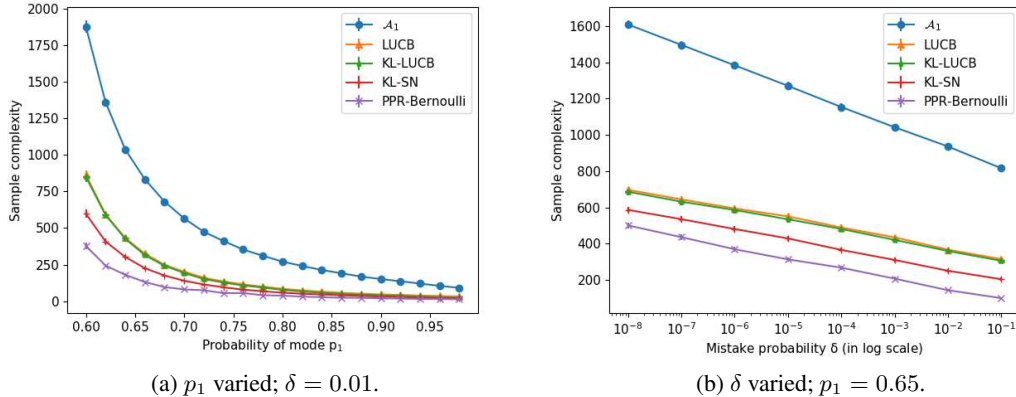 2000
1750
1500
1250
1000
750
500
250
0
Sample complexity
0.60 0.65 0.70 0.75 0.80 0.85 0.90 0.95
Probability of mode p₁
𝒜₁
LUCB
KL-LUCB
KL-SN
PPR-Bernoulli
(a) p₁ varied; δ = 0.01.
1600
1400
1200
1000
800
600
400
200
Sample complexity
10⁻⁸ 10⁻⁷ 10⁻⁶ 10⁻⁵ 10⁻⁴ 10⁻³ 10⁻² 10⁻¹
Mistake probability δ (in log scale)
𝒜₁
LUCB
KL-LUCB
KL-SN
PPR-Bernoulli
(b) δ varied; p₁ = 0.65.